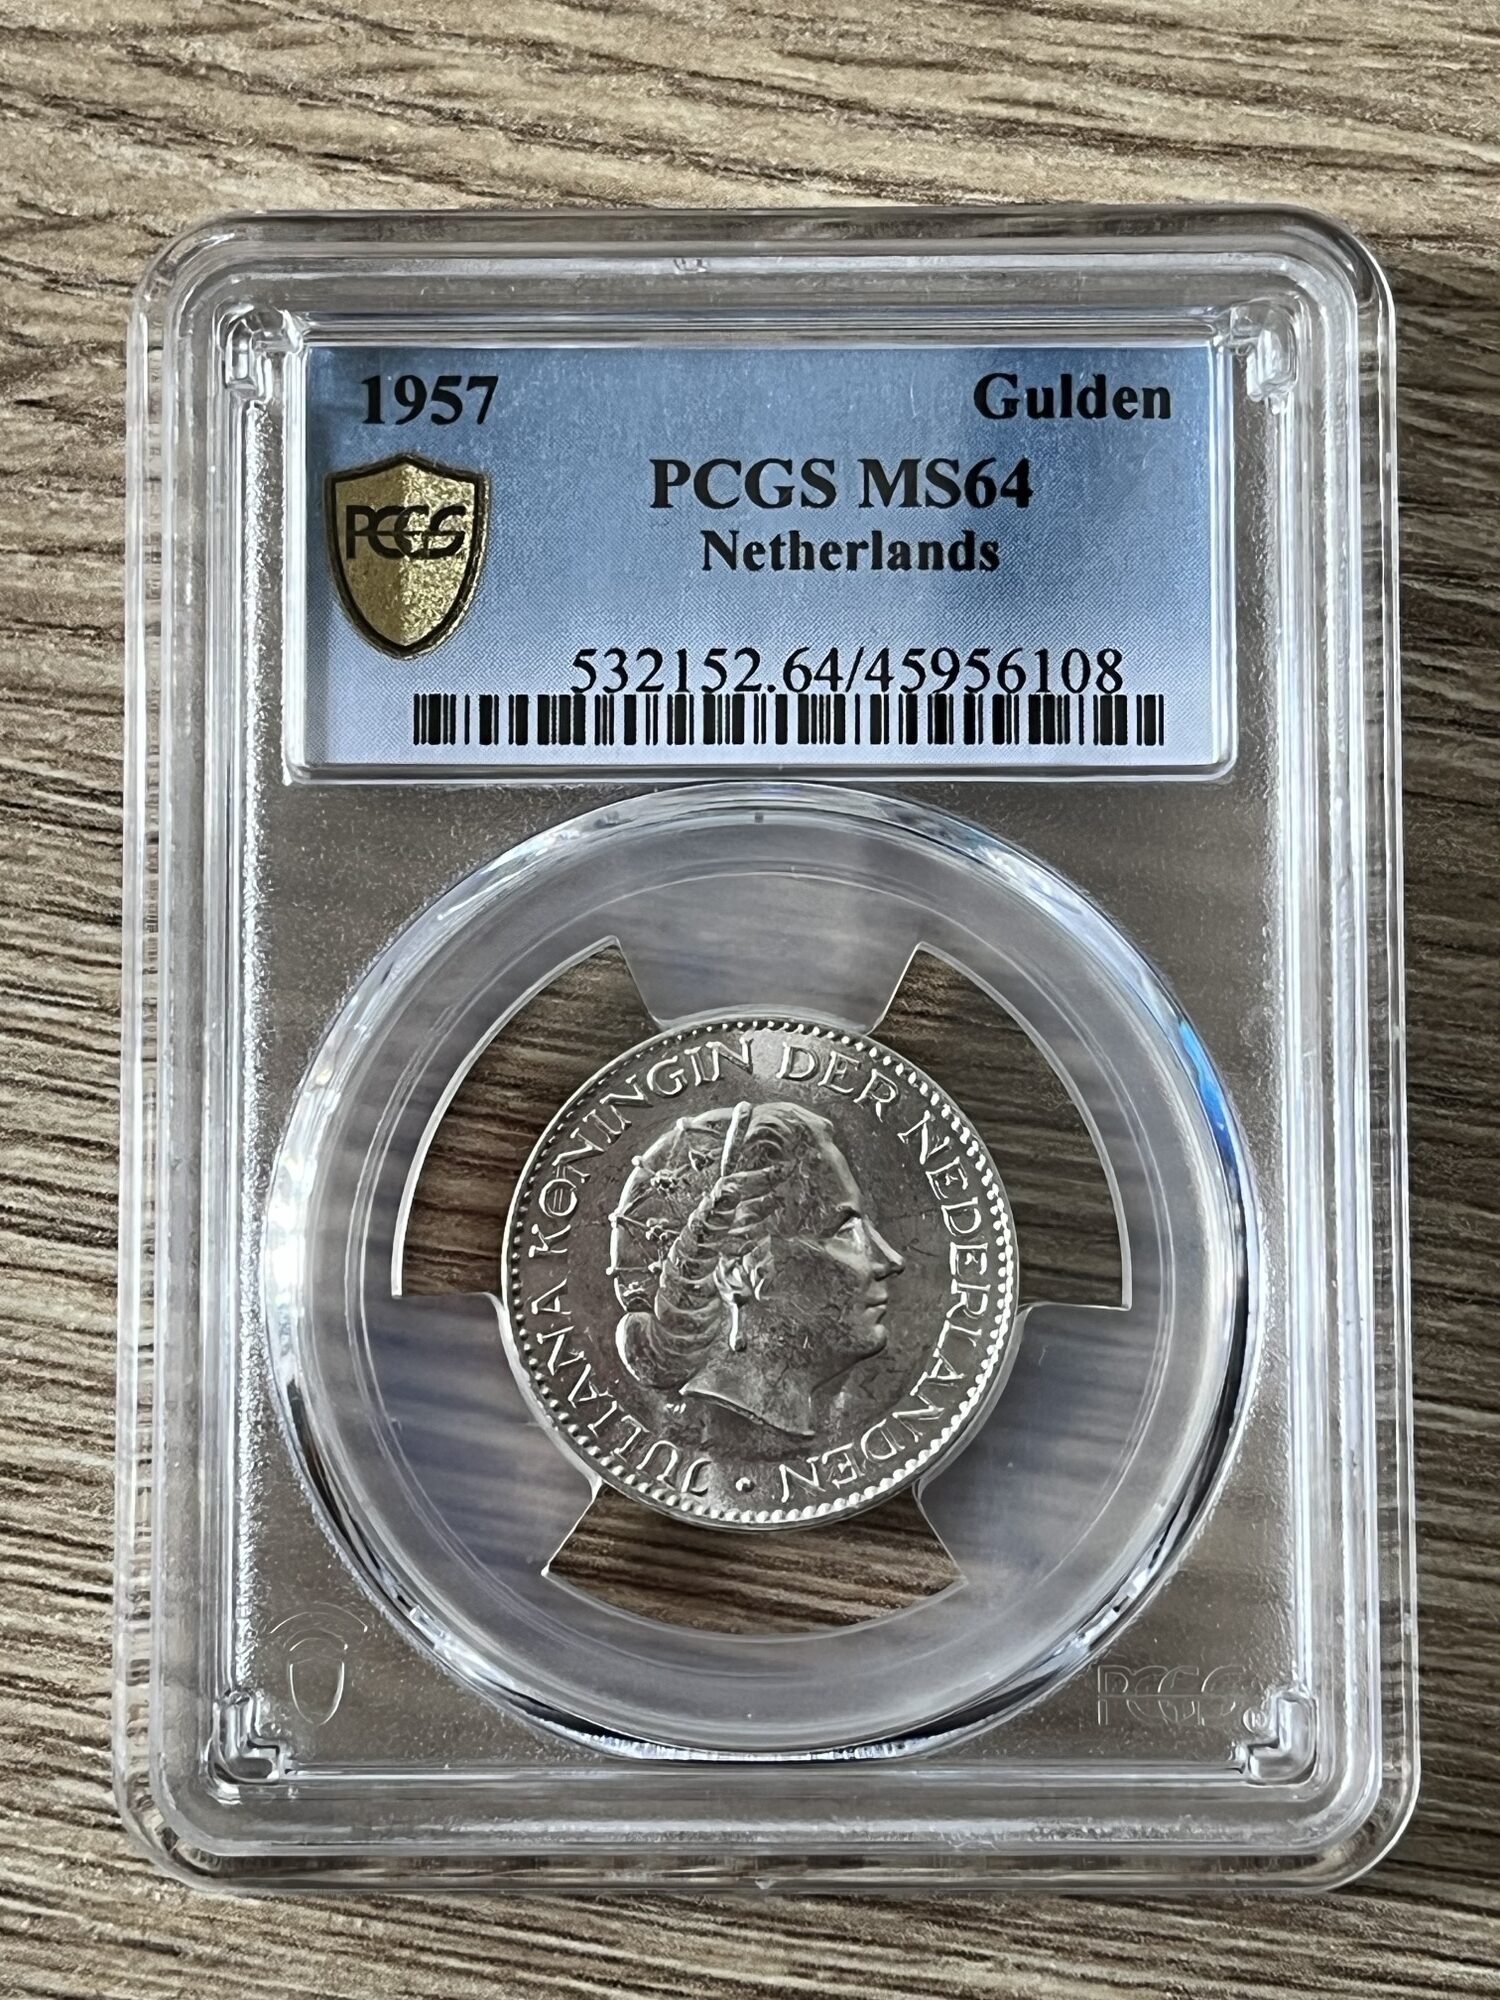 1957 Gulden
PCGS MS64
PCGS
Netherlands
532152.64/45956108
JULIANA KONINGIN DER NEDERLANDEN •
PCGS®